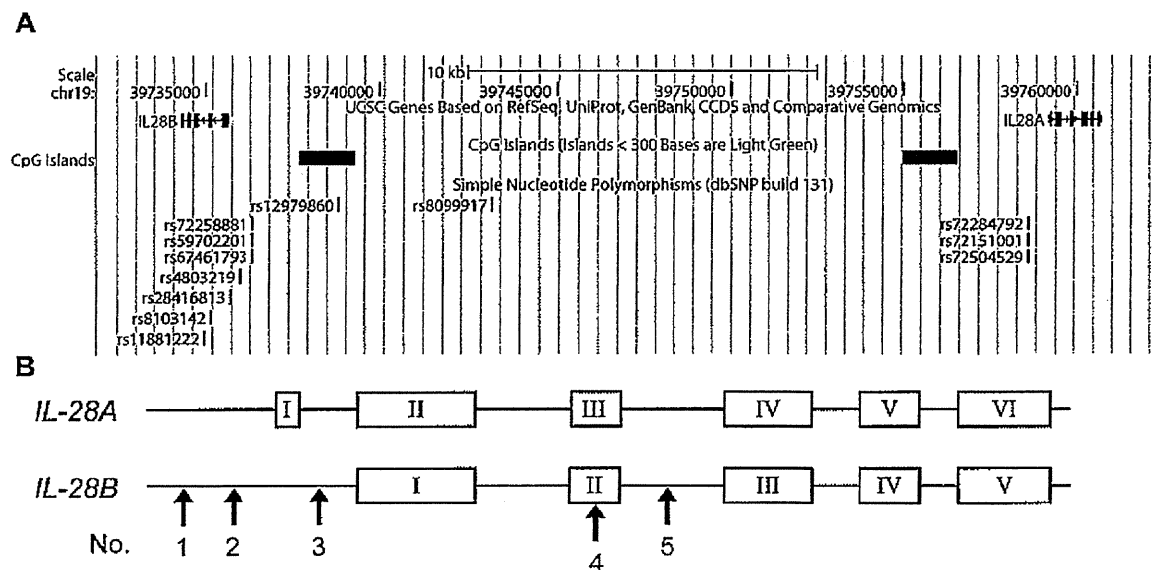 A
Scale
10 kb
chr19:
39735000
39740000
39745000
39750000
39755000
39760000
UCSC Genes Based on RefSeq, UniProt, GenBank, CCDS and Comparative Genomics
IL28B
IL28A
CpG Islands (Islands < 300 Bases are Light Green)
CpG Islands
Simple Nucleotide Polymorphisms (dbSNP build 131)
rs12979860
rs8099917
rs72258881
rs72284792
rs59702201
rs72151001
rs67461793
rs72504529
rs4803219
rs28416813
rs8103142
rs11881222
B
IL-28A
I
II
III
IV
V
VI
IL-28B
I
II
III
IV
V
No.
1
2
3
4
5